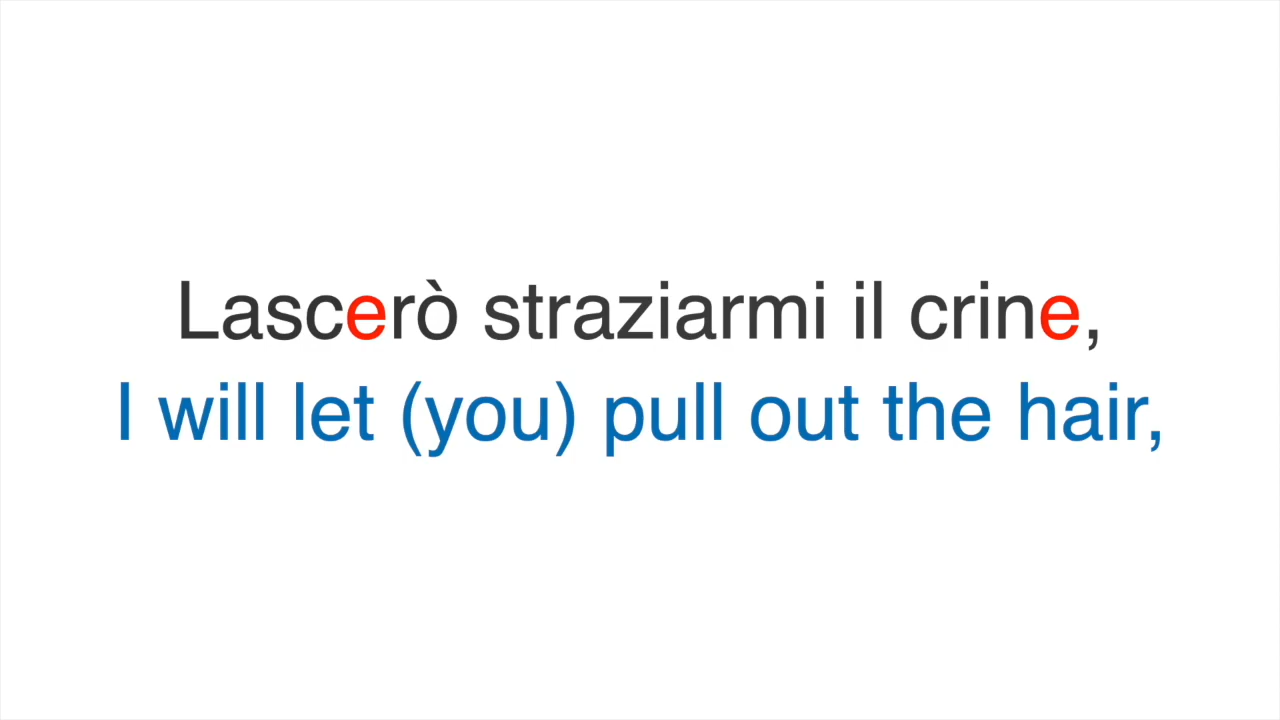 Lascerò straziarmi il crine,
I will let (you) pull out the hair,